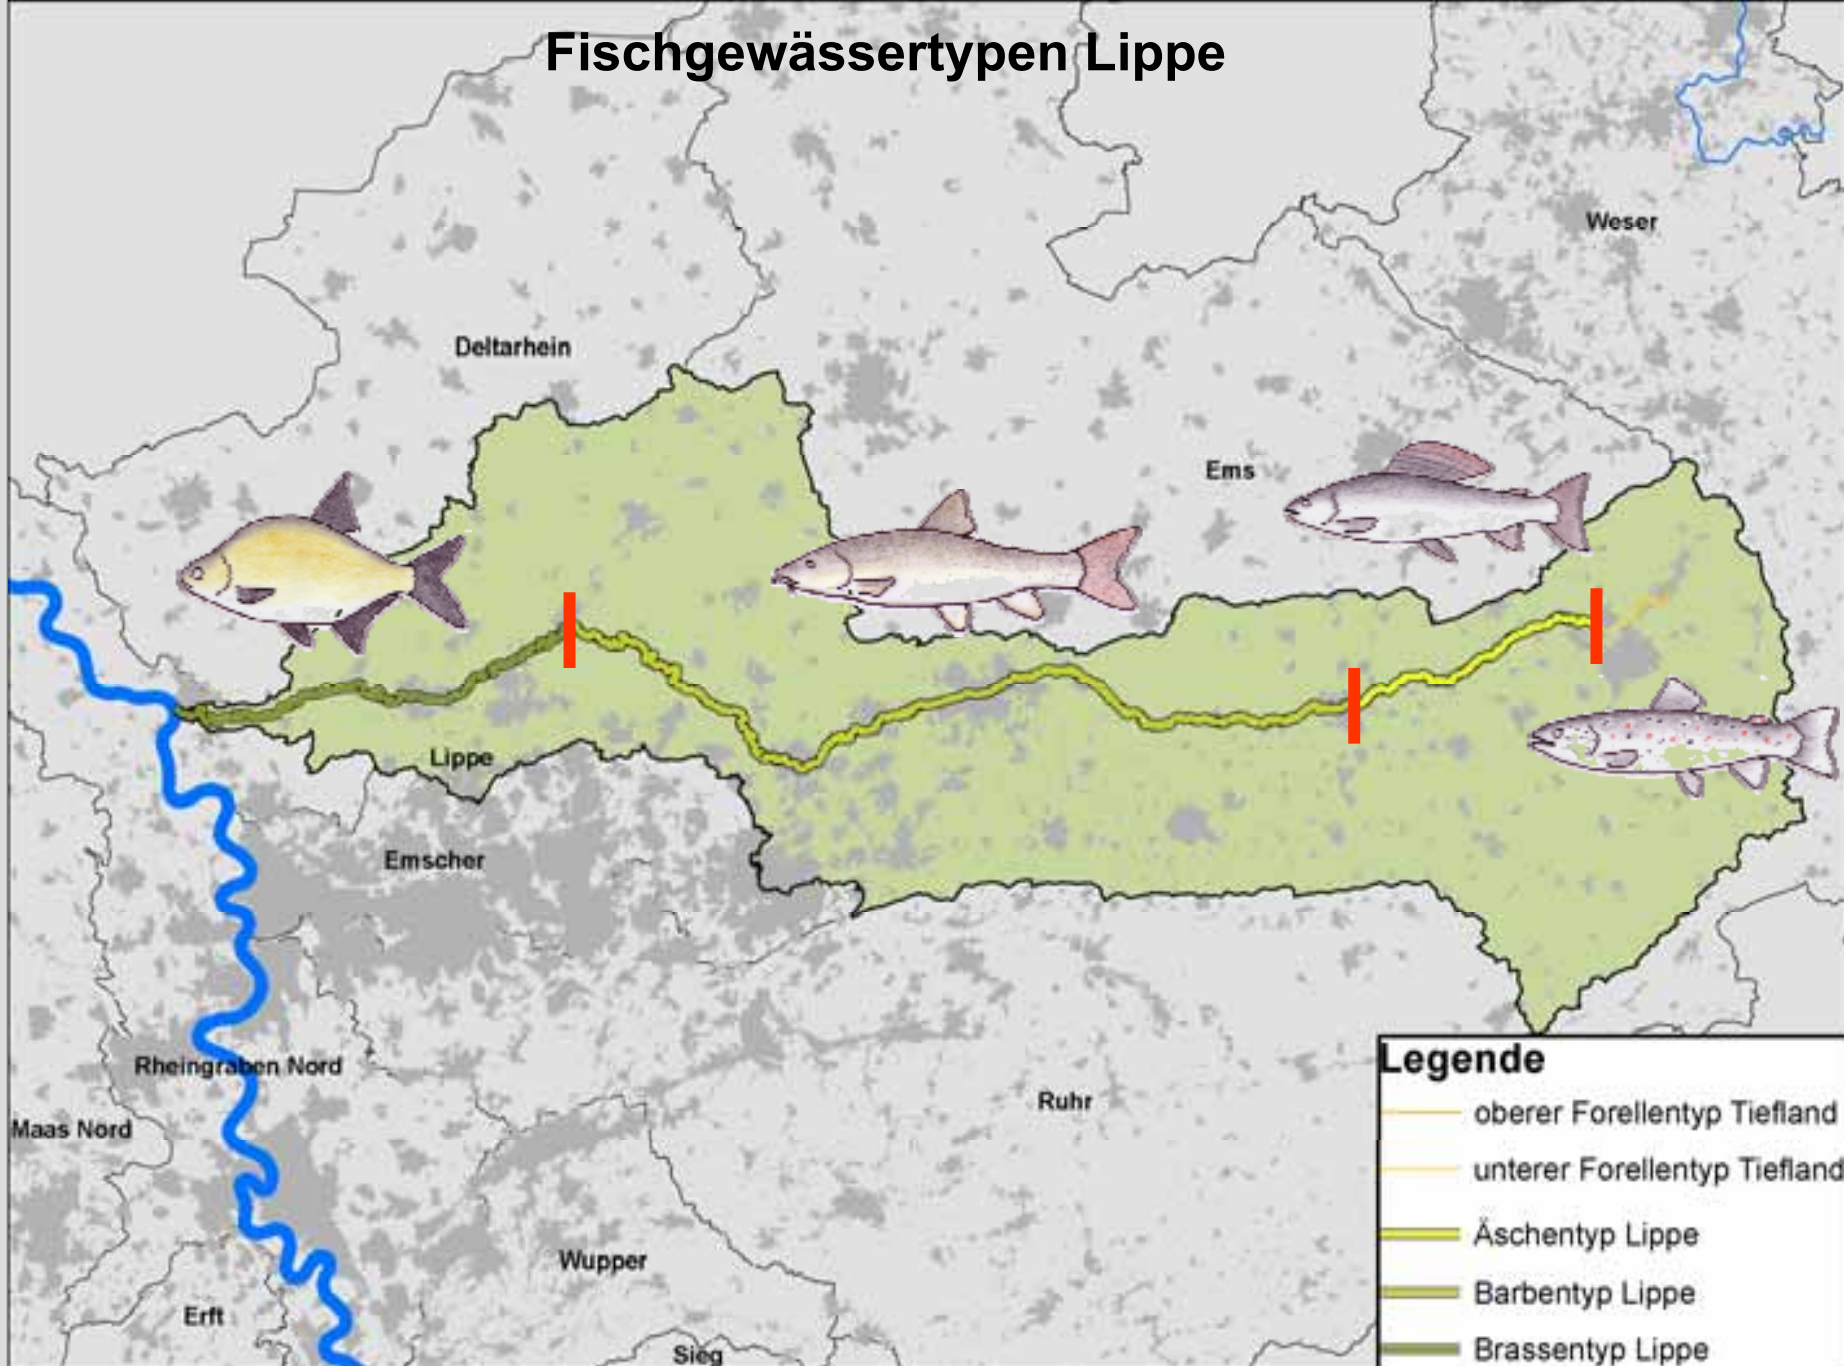 Fischgewässertypen Lippe
Weser
Deltarhein
Ems
Lippe
Emscher
Rheingraben Nord
Ruhr
Maas Nord
Wupper
Erft
Sieg
Legende
oberer Forellentyp Tiefland
unterer Forellentyp Tiefland
Äschentyp Lippe
Barbentyp Lippe
Brassentyp Lippe